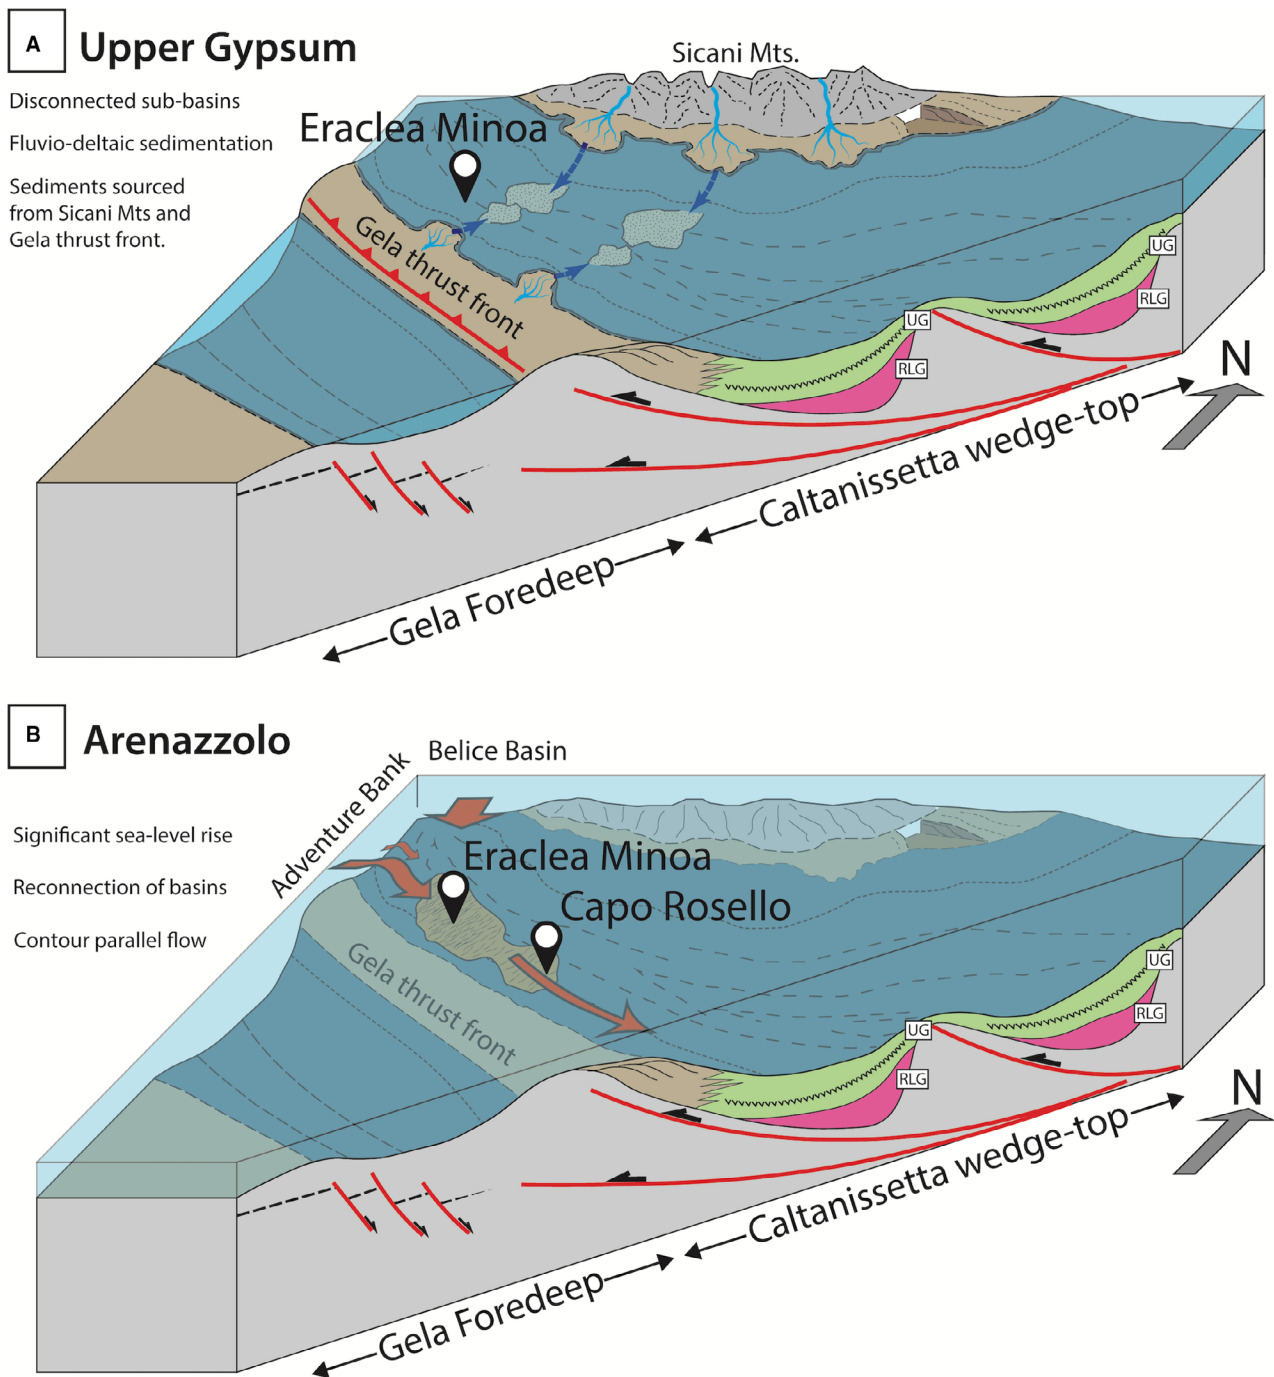 A
Upper Gypsum
Disconnected sub-basins
Fluvio-deltaic sedimentation
Sediments sourced
from Sicani Mts and
Gela thrust front.
Sicani Mts.
Eraclea Minoa
Gela thrust front
UG
RLG
UG
RLG
N
Caltanissetta wedge-top
Gela Foredeep
B
Arenazzolo
Belice Basin
Adventure Bank
Significant sea-level rise
Reconnection of basins
Contour parallel flow
Eraclea Minoa
Capo Rosello
Gela thrust front
UG
RLG
UG
RLG
N
Caltanissetta wedge-top
Gela Foredeep